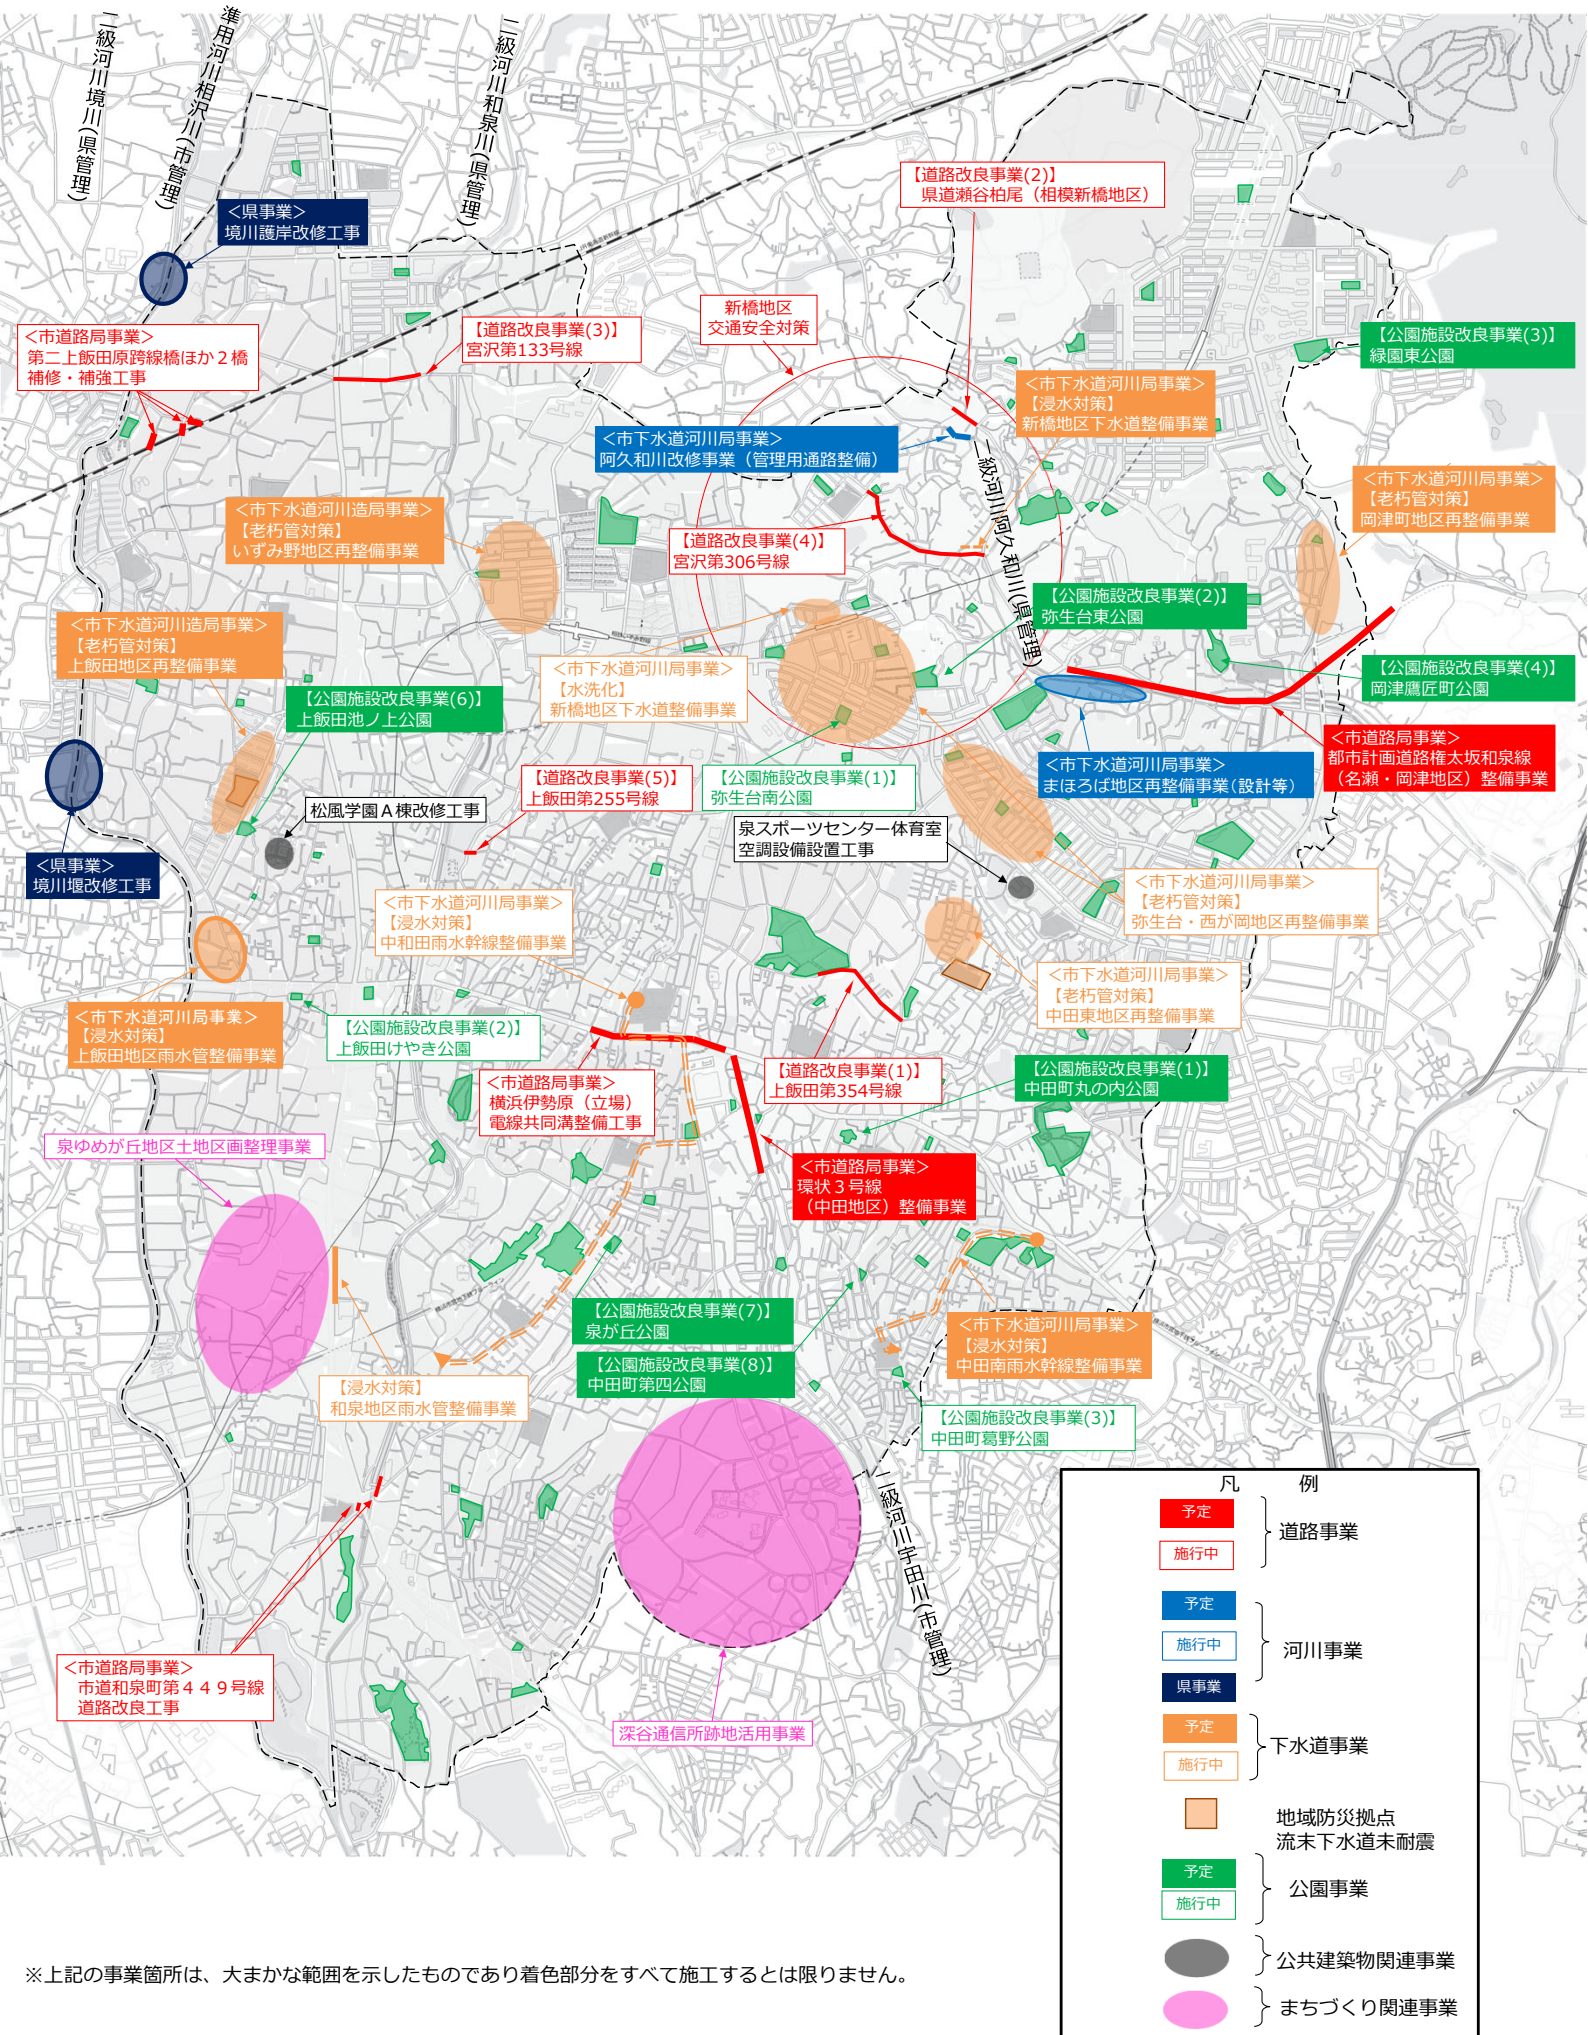 二級河川境川(県管理)
準用河川相沢川(市管理)
二級河川和泉川(県管理)
【道路改良事業(2)】
県道瀬谷柏尾（相模新橋地区）
＜県事業＞
境川護岸改修工事
新橋地区
交通安全対策
【道路改良事業(3)】
宮沢第133号線
＜市道路局事業＞
第二上飯田原跨線橋ほか２橋
補修・補強工事
【公園施設改良事業(3)】
緑園東公園
＜市下水道河川局事業＞
【浸水対策】
新橋地区下水道整備事業
＜市下水道河川局事業＞
阿久和川改修事業（管理用通路整備）
二級河川阿久和川(県管理)
＜市下水道河川局事業＞
【老朽管対策】
岡津町地区再整備事業
＜市下水道河川造局事業＞
【老朽管対策】
いずみ野地区再整備事業
【道路改良事業(4)】
宮沢第306号線
【公園施設改良事業(2)】
弥生台東公園
＜市下水道河川造局事業＞
【老朽管対策】
上飯田地区再整備事業
＜市下水道河川局事業＞
【水洗化】
新橋地区下水道整備事業
【公園施設改良事業(4)】
岡津鷹匠町公園
【公園施設改良事業(6)】
上飯田池ノ上公園
＜市道路局事業＞
都市計画道路権太坂和泉線
（名瀬・岡津地区）整備事業
＜市下水道河川局事業＞
まほろば地区再整備事業(設計等)
【道路改良事業(5)】
上飯田第255号線
【公園施設改良事業(1)】
弥生台南公園
松風学園Ａ棟改修工事
泉スポーツセンター体育室
空調設備設置工事
＜県事業＞
境川堰改修工事
＜市下水道河川局事業＞
【老朽管対策】
弥生台・西が岡地区再整備事業
＜市下水道河川局事業＞
【浸水対策】
中和田雨水幹線整備事業
＜市下水道河川局事業＞
【老朽管対策】
中田東地区再整備事業
＜市下水道河川局事業＞
【浸水対策】
上飯田地区雨水管整備事業
【公園施設改良事業(2)】
上飯田けやき公園
【道路改良事業(1)】
上飯田第354号線
【公園施設改良事業(1)】
中田町丸の内公園
＜市道路局事業＞
横浜伊勢原（立場）
電線共同溝整備工事
泉ゆめが丘地区土地区画整理事業
＜市道路局事業＞
環状３号線
（中田地区）整備事業
【公園施設改良事業(7)】
泉が丘公園
＜市下水道河川局事業＞
【浸水対策】
中田南雨水幹線整備事業
【公園施設改良事業(8)】
中田町第四公園
【浸水対策】
和泉地区雨水管整備事業
【公園施設改良事業(3)】
中田町葛野公園
二級河川宇田川(市管理)
＜市道路局事業＞
市道和泉町第４４９号線
道路改良工事
深谷通信所跡地活用事業
凡　例
予定
施行中
道路事業
予定
施行中
県事業
河川事業
予定
施行中
下水道事業
地域防災拠点
流末下水道未耐震
予定
施行中
公園事業
公共建築物関連事業
まちづくり関連事業
※上記の事業箇所は、大まかな範囲を示したものであり着色部分をすべて施工するとは限りません。